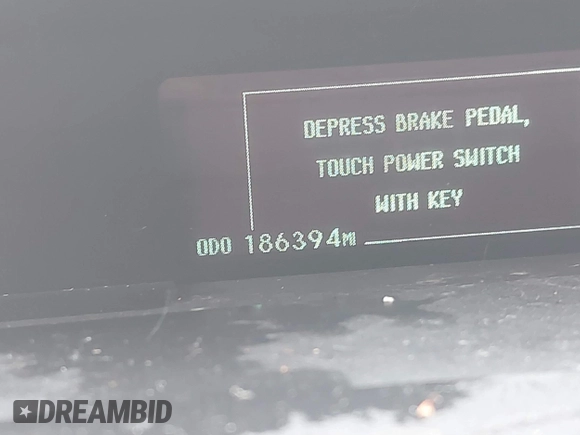 DEPRESS BRAKE PEDAL,
TOUCH POWER SWITCH
WITH KEY
ODO 186394MI
DREAMBID